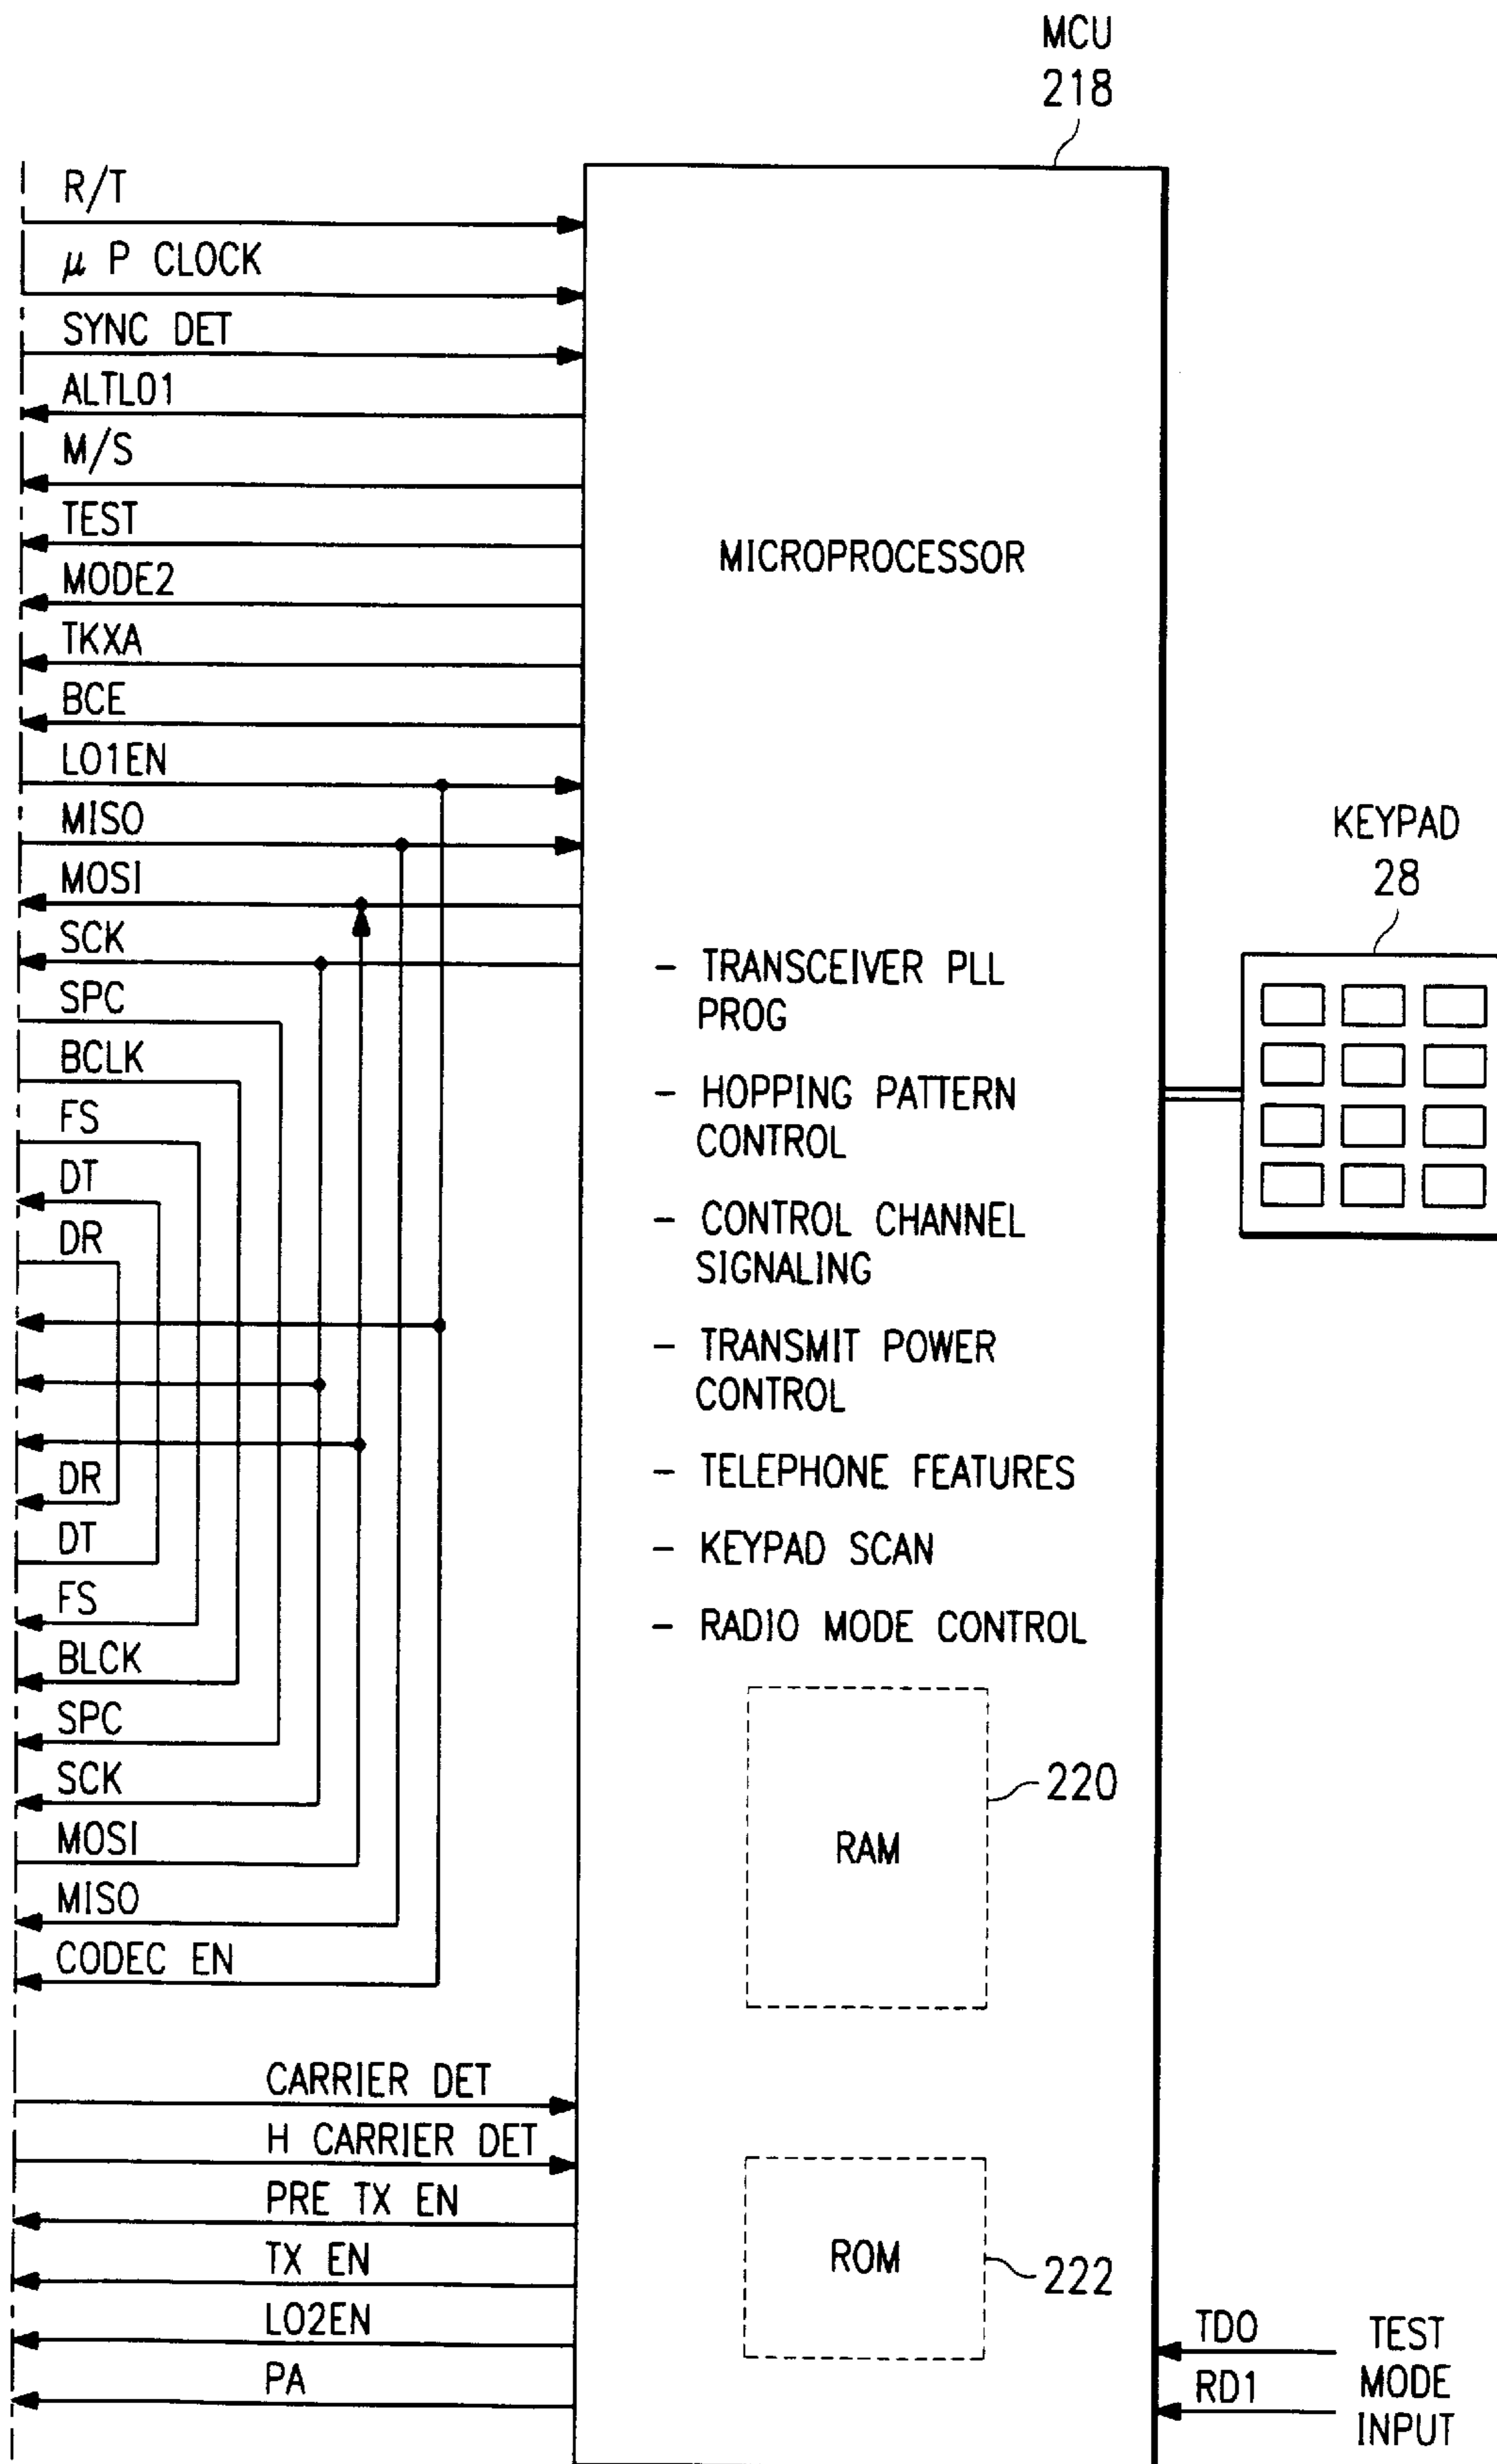 MCU
218
R/T
μ P CLOCK
SYNC DET
ALTLO1
M/S
TEST
MODE2
TKXA
BCE
LO1EN
MISO
MOSI
SCK
SPC
BCLK
FS
DT
DR
DR
DT
FS
BLCK
SPC
SCK
MOSI
MISO
CODEC EN
CARRIER DET
H CARRIER DET
PRE TX EN
TX EN
LO2EN
PA
MICROPROCESSOR
- TRANSCEIVER PLL
PROG
- HOPPING PATTERN
CONTROL
- CONTROL CHANNEL
SIGNALING
- TRANSMIT POWER
CONTROL
- TELEPHONE FEATURES
- KEYPAD SCAN
- RADIO MODE CONTROL
RAM
220
ROM
222
KEYPAD
28
TDO
RD1
TEST
MODE
INPUT